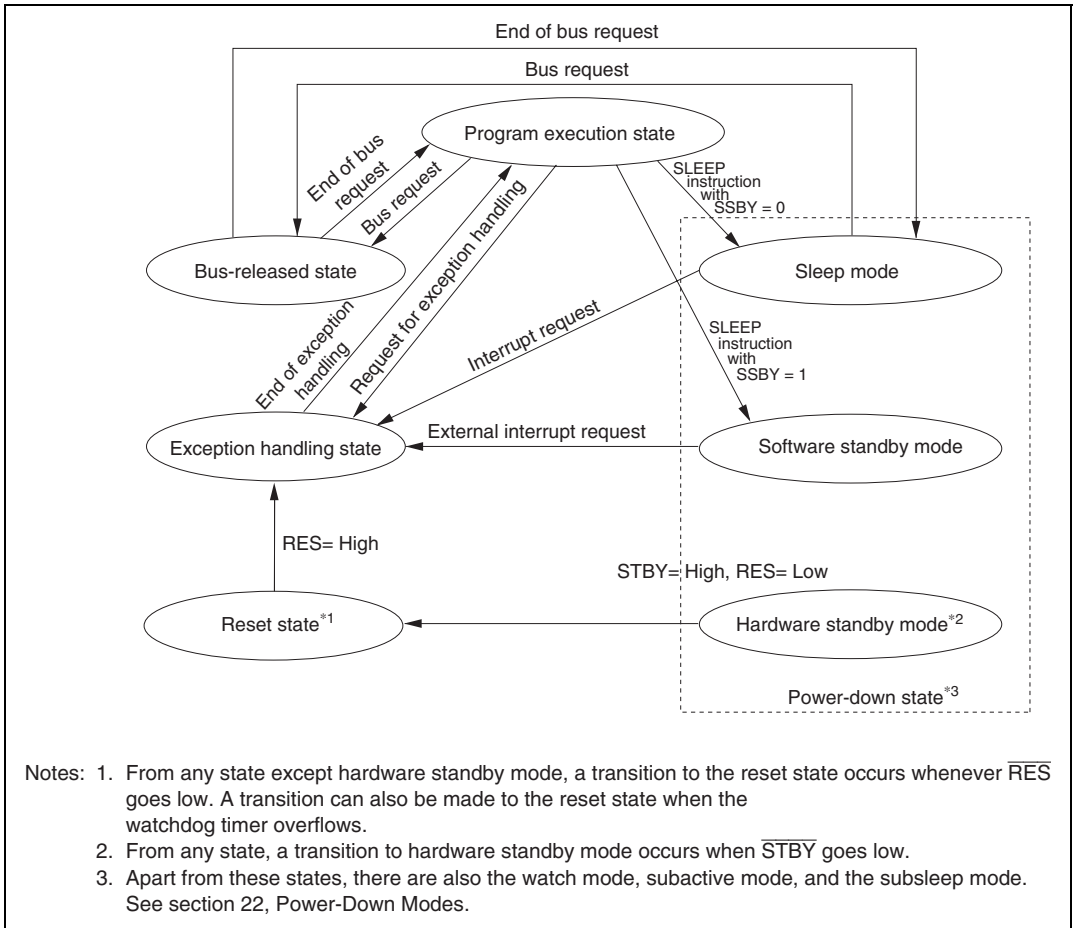 End of bus request
Bus request
Program execution state
End of bus
request
Bus request
SLEEP
instruction
with
SSBY = 0
Bus-released state
Sleep mode
End of exception
handling
Request for exception handling
Interrupt request
SLEEP
instruction
with
SSBY = 1
Exception handling state
External interrupt request
Software standby mode
RES= High
STBY= High, RES= Low
Reset state*1
Hardware standby mode*2
Power-down state*3
Notes: 1. From any state except hardware standby mode, a transition to the reset state occurs whenever R̅E̅S̅
goes low. A transition can also be made to the reset state when the
watchdog timer overflows.
2. From any state, a transition to hardware standby mode occurs when S̅T̅B̅Y̅ goes low.
3. Apart from these states, there are also the watch mode, subactive mode, and the subsleep mode.
See section 22, Power-Down Modes.